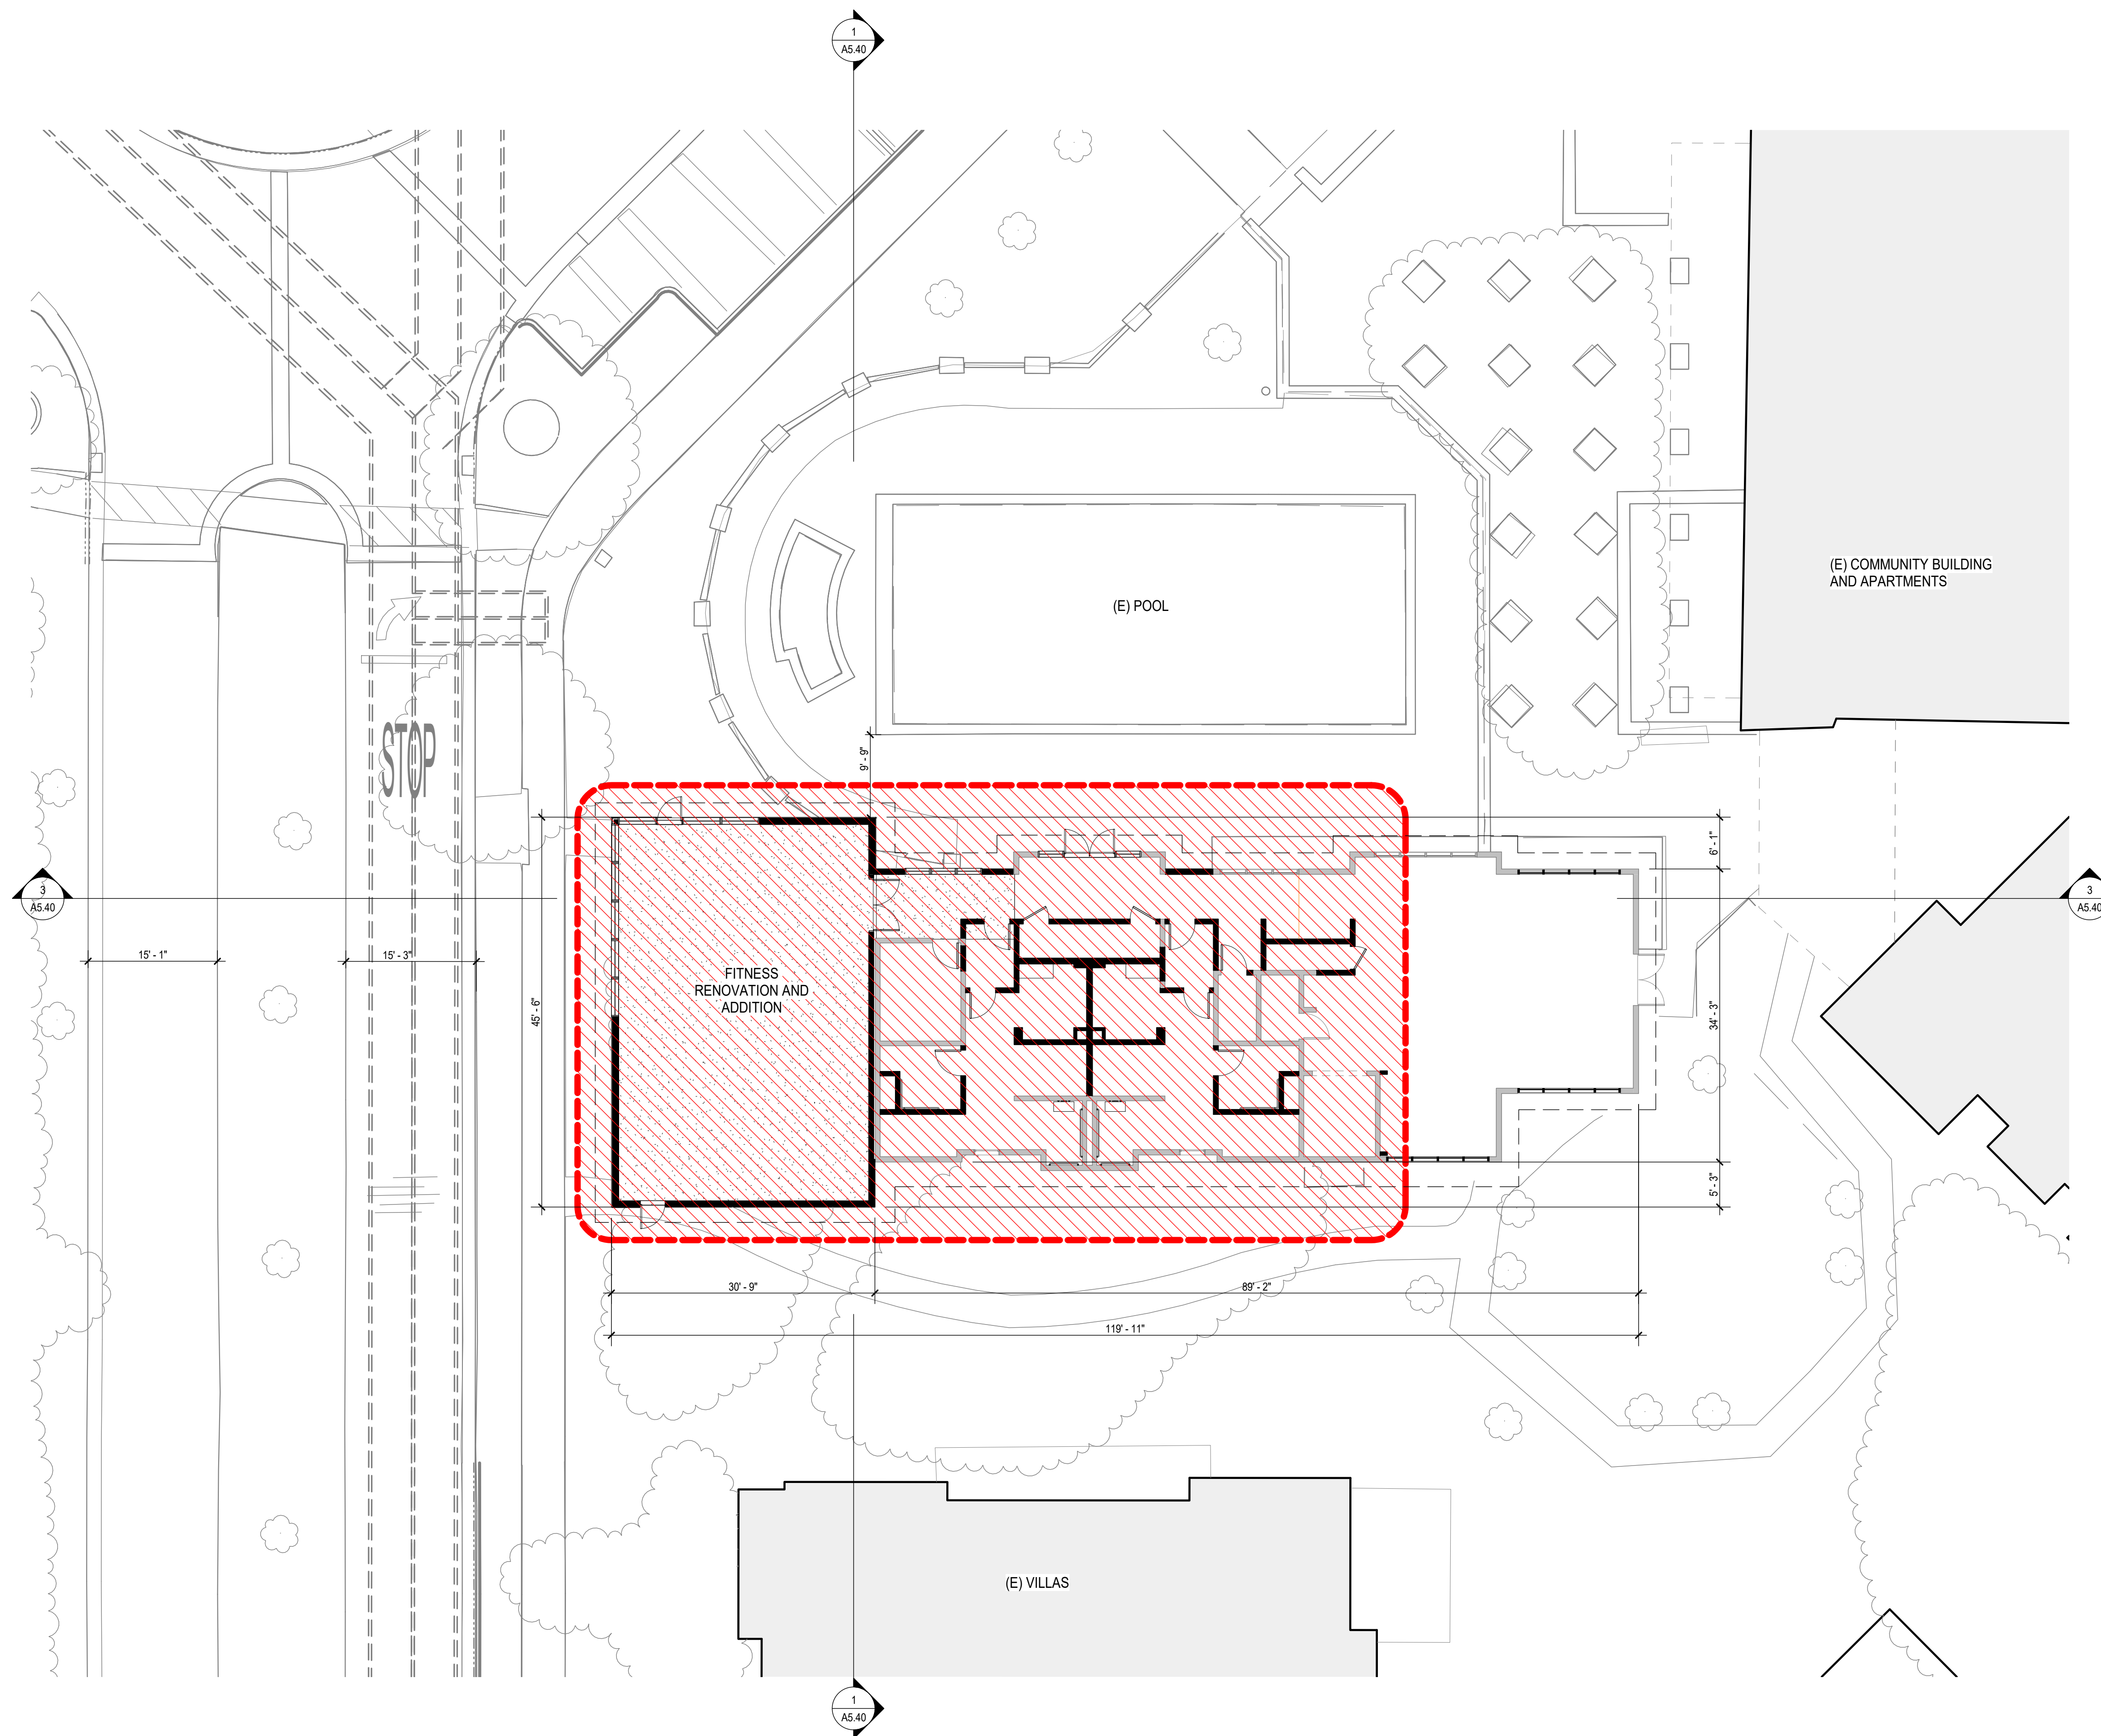 1
A5.40
(E) COMMUNITY BUILDING
AND APARTMENTS
(E) POOL
STOP
9' - 9"
6' - 1"
3
A5.40
3
A5.40
15' - 1"
15' - 3"
45' - 6"
FITNESS
RENOVATION AND
ADDITION
34' - 3"
5' - 3"
30' - 9"
89' - 2"
119' - 11"
(E) VILLAS
1
A5.40